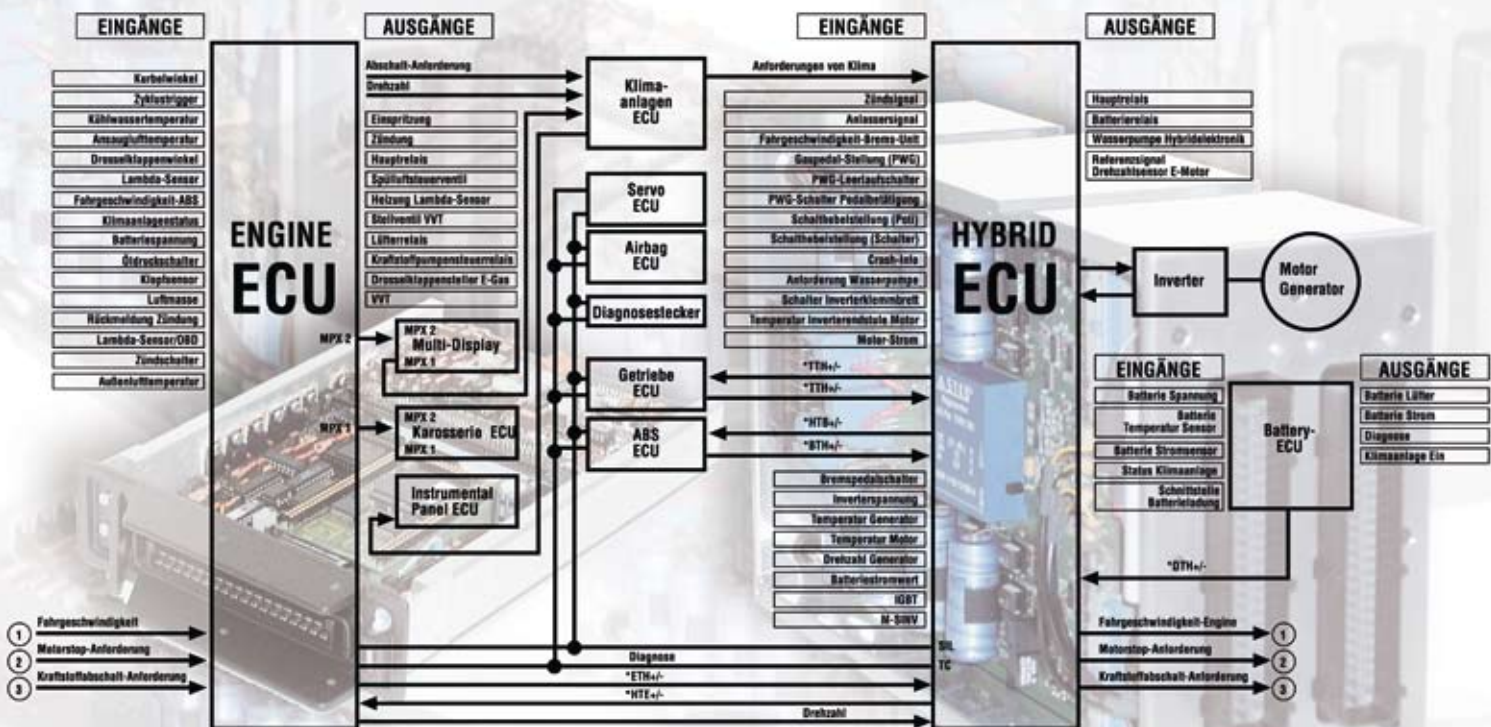 EINGÄNGE
AUSGÄNGE
Kurbelwinkel
Zyklustrigger
Kühlwassertemperatur
Ansauglufttemperatur
Drosselklappenwinkel
Lambda-Sensor
Fahrgeschwindigkeit-ABS
Klimaanlagenstatus
Batteriespannung
Öldruckschalter
Klopfsensor
Luftmasse
Rückmeldung Zündung
Lambda-Sensor/OBD
Zündschalter
Außenlufttemperatur
ENGINE
ECU
Abschalt-Anforderung
Drehzahl
Einspritzung
Zündung
Hauptrelais
Spülluftsteuerventil
Heizung Lambda-Sensor
Stellventil VVT
Lüfterrelais
Kraftstoffpumpensteuerrelais
Drosselklappensteller E-Gas
VVT
MPX 2
MPX 2
Multi-Display
MPX 1
MPX 1
MPX 2
Karosserie ECU
MPX 1
Instrumental
Panel ECU
Klima-
anlagen
ECU
Servo
ECU
Airbag
ECU
Diagnosestecker
Getriebe
ECU
ABS
ECU
EINGÄNGE
AUSGÄNGE
Anforderungen von Klima
Zündsignal
Anlassersignal
Fahrgeschwindigkeit-Brems-Unit
Gaspedal-Stellung (PWG)
PWG-Leerlaufschalter
PWG-Schalter Pedalbetätigung
Schalthebelstellung (Poti)
Schalthebelstellung (Schalter)
Crash-Info
Anforderung Wasserpumpe
Schalter Inverterklemmbrett
Temperatur Inverterendstufe Motor
Motor-Strom
*TTH+/-
*TTH+/-
*HTB+/-
*BTH+/-
Bremspedalschalter
Inverterspannung
Temperatur Generator
Temperatur Motor
Drehzahl Generator
Batteriestromwert
IGBT
M-SINV
HYBRID
ECU
Hauptrelais
Batterierelais
Wasserpumpe Hybridelektronik
Referenzsignal
Drehzahlsensor E-Motor
Inverter
Motor
Generator
EINGÄNGE
AUSGÄNGE
Batterie Spannung
Batterie
Temperatur Sensor
Batterie Stromsensor
Status Klimaanlage
Schnittstelle
Batterieladung
Battery-
ECU
Batterie Lüfter
Batterie Strom
Diagnose
Klimaanlage Ein
*DTH+/-
1 Fahrgeschwindigkeit
2 Motorstop-Anforderung
3 Kraftstoffabschalt-Anforderung
SIL
Diagnose
TC
*ETH+/-
*HTE+/-
Drehzahl
Fahrgeschwindigkeit-Engine 1
Motorstop-Anforderung 2
Kraftstoffabschalt-Anforderung 3